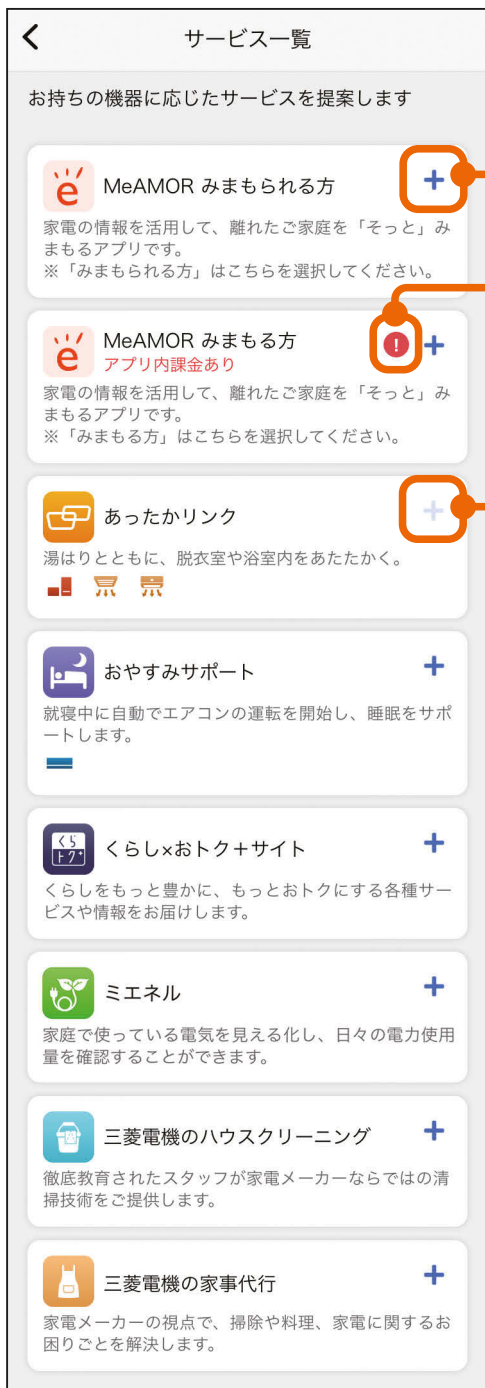 サービス一覧
お持ちの機器に応じたサービスを提案します
MeAMOR みまもられる方
家電の情報を活用して、離れたご家庭を「そっと」み
まもるアプリです。
※「みまもられる方」はこちらを選択してください。
MeAMOR みまもる方
アプリ内課金あり
家電の情報を活用して、離れたご家庭を「そっと」み
まもるアプリです。
※「みまもる方」はこちらを選択してください。
あったかリンク
湯はりとともに、脱衣室や浴室内をあたたかく。
おやすみサポート
就寝中に自動でエアコンの運転を開始し、睡眠をサポ
ートします。
くら
トク+
くらし×おトク+サイト
くらしをもっと豊かに、もっとおトクにする各種サー
ビスや情報をお届けします。
ミエネル
家庭で使っている電気を見える化し、日々の電力使用
量を確認することができます。
三菱電機のハウスクリーニング
徹底教育されたスタッフが家電メーカーならではの清
掃技術をご提供します。
三菱電機の家事代行
家電メーカーの視点で、掃除や料理、家電に関するお
困りごとを解決します。